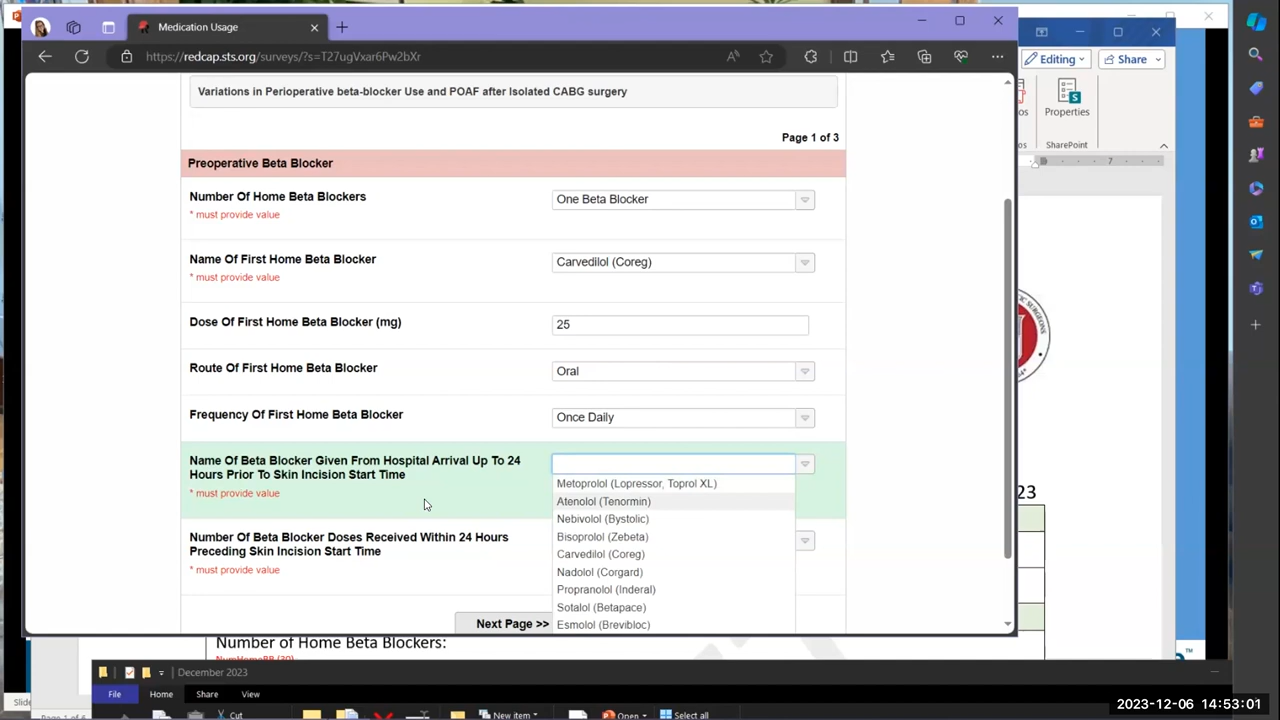 Medication Usage
https://redcap.sts.org/surveys/?s=T27ugVxar6Pw2bXc
Editing
Share
Properties
SharePoint
7
Variations in Perioperative beta-blocker Use and POAF after Isolated CABG surgery
Page 1 of 3
Preoperative Beta Blocker
Number Of Home Beta Blockers
* must provide value
One Beta Blocker
Name Of First Home Beta Blocker
* must provide value
Carvedilol (Coreg)
Dose Of First Home Beta Blocker (mg)
25
Route Of First Home Beta Blocker
Oral
Frequency Of First Home Beta Blocker
Once Daily
Name Of Beta Blocker Given From Hospital Arrival Up To 24
Hours Prior To Skin Incision Start Time
* must provide value
Metoprolol (Lopressor, Toprol XL)
Atenolol (Tenormin)
Nebivolol (Bystolic)
Bisoprolol (Zebeta)
Carvedilol (Coreg)
Nadolol (Corgard)
Propranolol (Inderal)
Sotalol (Betapace)
Esmolol (Brevibloc)
Number Of Beta Blocker Doses Received Within 24 Hours
Preceding Skin Incision Start Time
* must provide value
Next Page >>
23
Number of Home Beta Blockers:
December 2023
File
Home
Share
View
Cut
New item
Open
Select all
2023-12-06 14:53:01